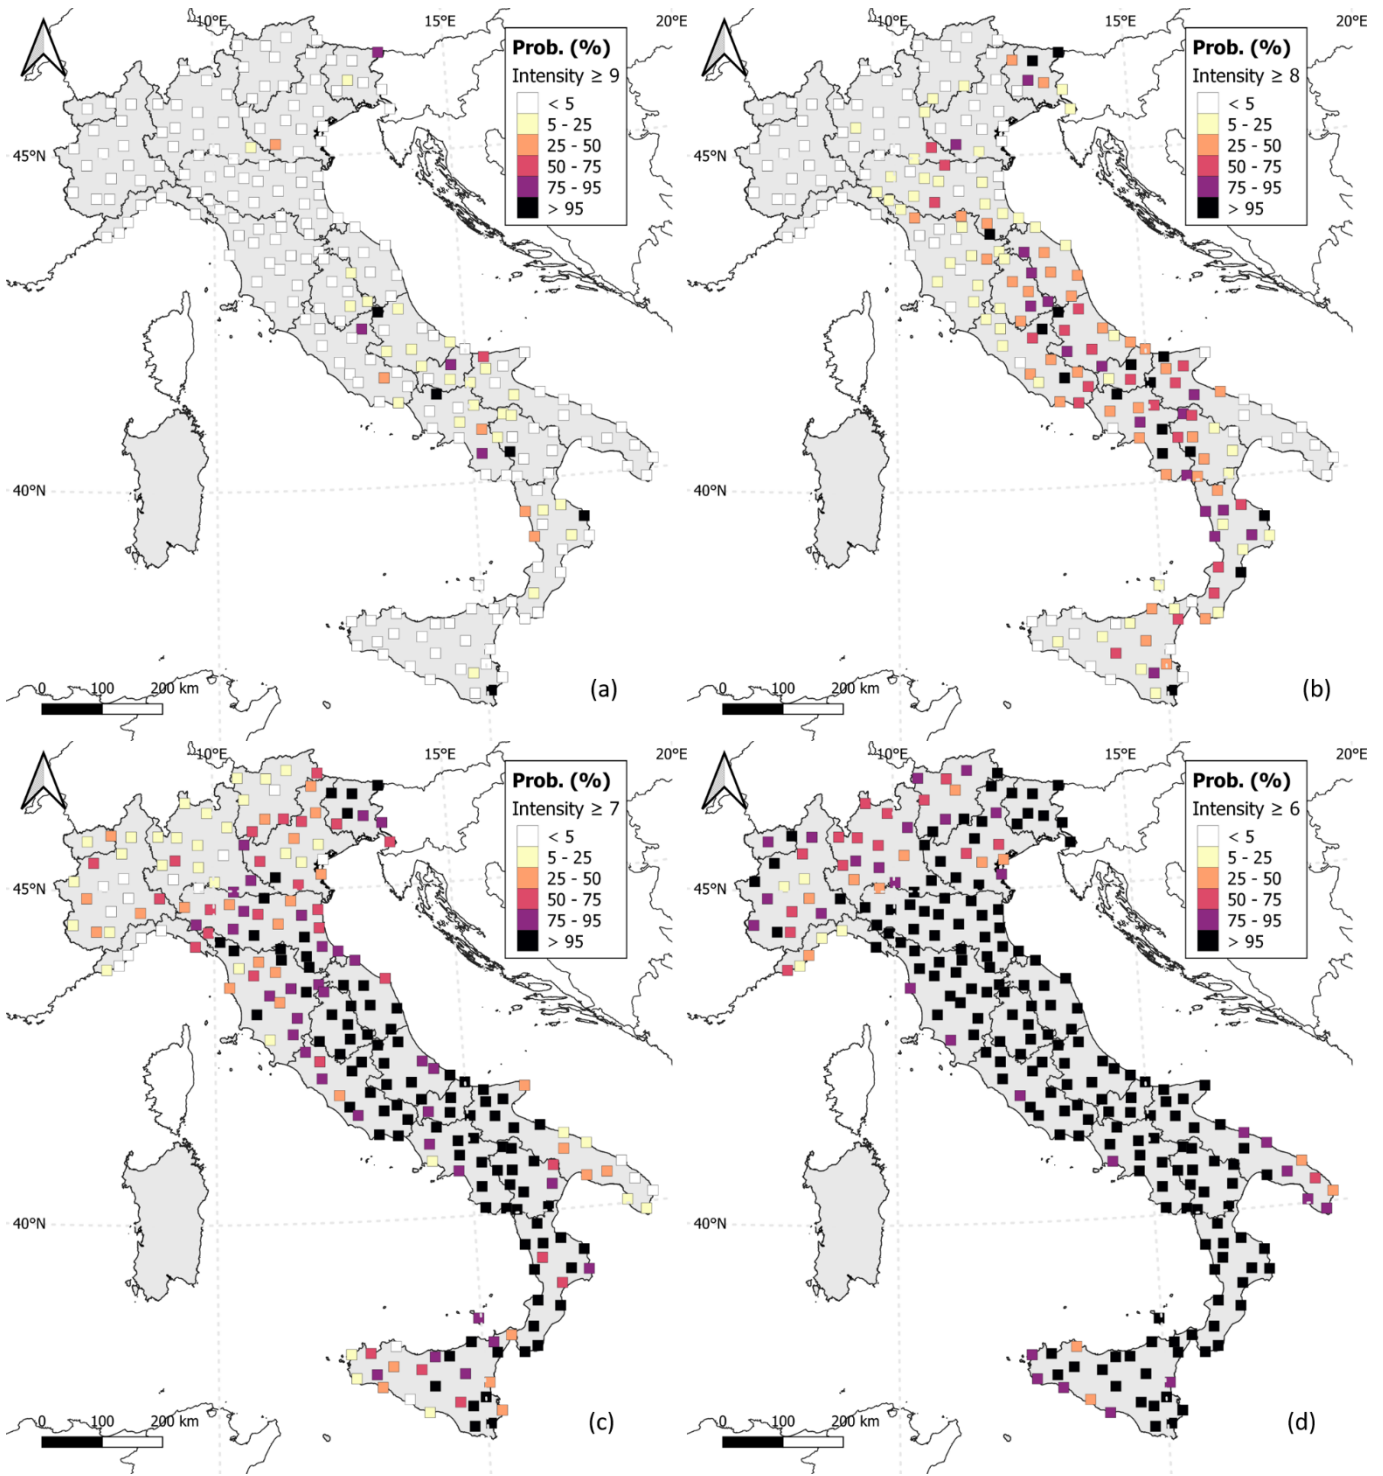 10°E 15°E 20°E
Prob. (%)
Intensity ≥ 9
< 5
5 - 25
25 - 50
50 - 75
75 - 95
> 95
45°N
40°N
0 100 200 km
(a)
10°E 15°E 20°E
Prob. (%)
Intensity ≥ 8
< 5
5 - 25
25 - 50
50 - 75
75 - 95
> 95
45°N
40°N
0 100 200 km
(b)
10°E 15°E 20°E
Prob. (%)
Intensity ≥ 7
< 5
5 - 25
25 - 50
50 - 75
75 - 95
> 95
45°N
40°N
0 100 200 km
(c)
10°E 15°E 20°E
Prob. (%)
Intensity ≥ 6
< 5
5 - 25
25 - 50
50 - 75
75 - 95
> 95
45°N
40°N
0 100 200 km
(d)